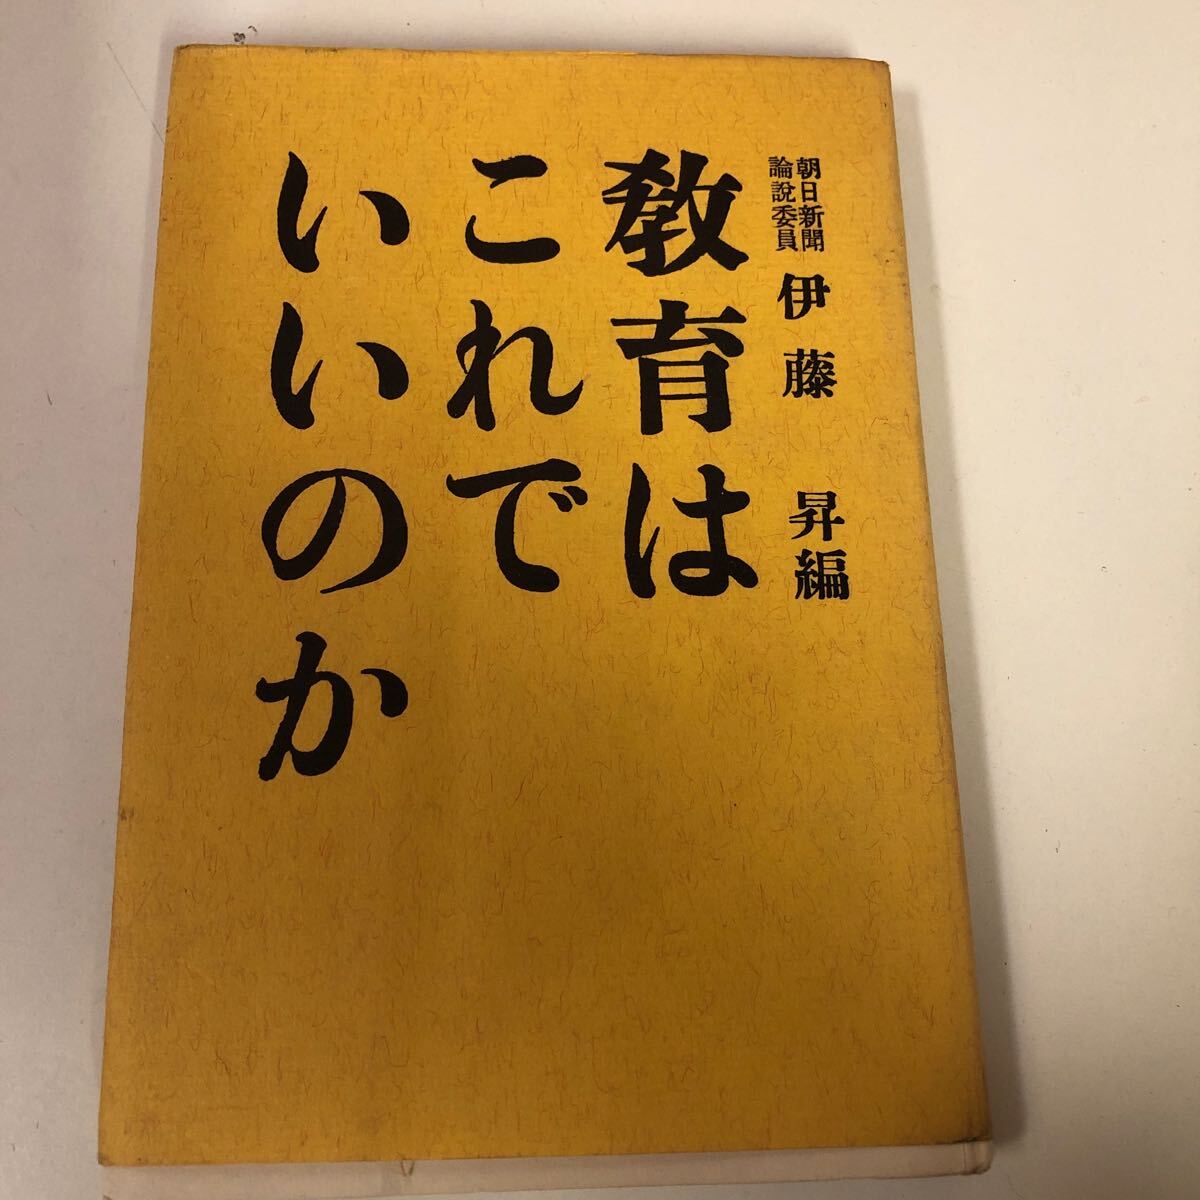 朝日新聞
論説委員
伊藤 昇編
教育は
これで
いいのか